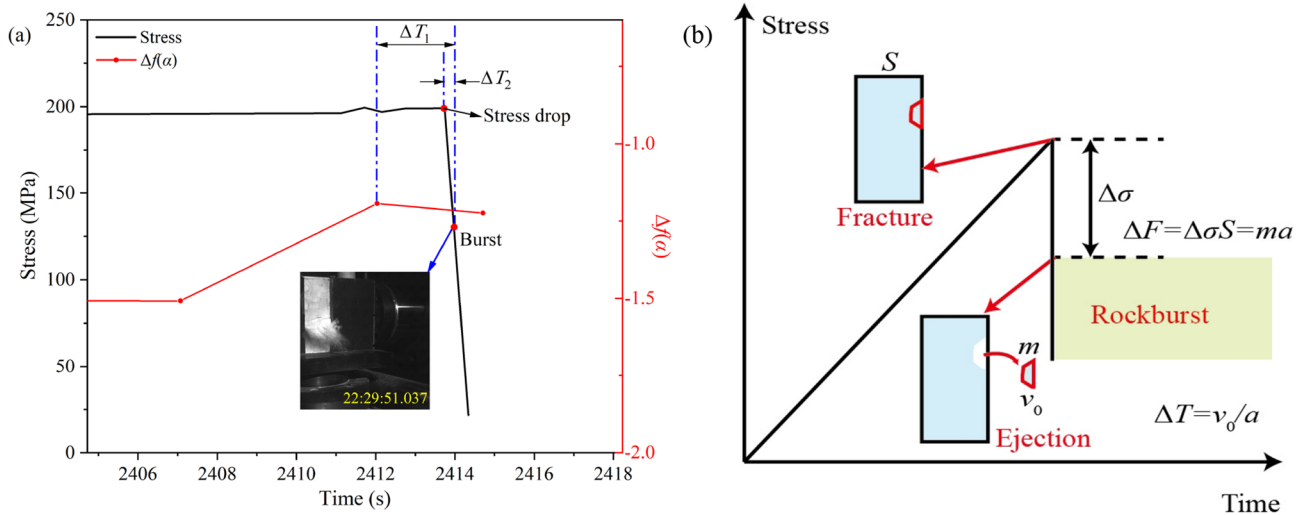 (a)
250
200
150
100
50
0
Stress (MPa)
Stress
Δf(α)
ΔT₁
ΔT₂
Stress drop
Burst
22:29:51.037
2406
2408
2410
2412
2414
2416
2418
Time (s)
-1.0
-1.5
-2.0
Δf(α)
(b)
Stress
S
Fracture
Δσ
ΔF=ΔσS=ma
Rockburst
m
v₀
Ejection
ΔT=v₀/a
Time